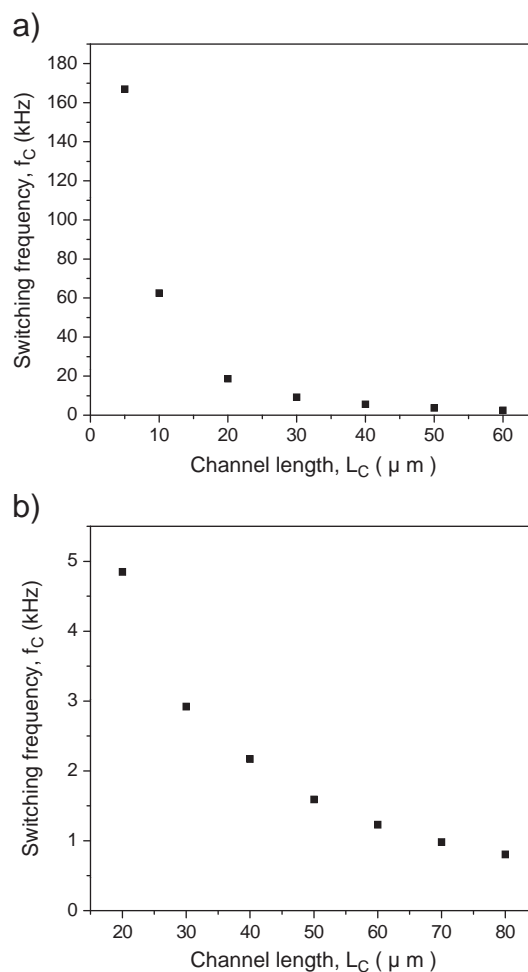 a)
180
160
140
120
100
80
60
40
20
0
Switching frequency, f_C (kHz)
0 10 20 30 40 50 60
Channel length, L_C ( µ m )
b)
5
4
3
2
1
0
Switching frequency, f_C (kHz)
20 30 40 50 60 70 80
Channel length, L_C ( µ m )